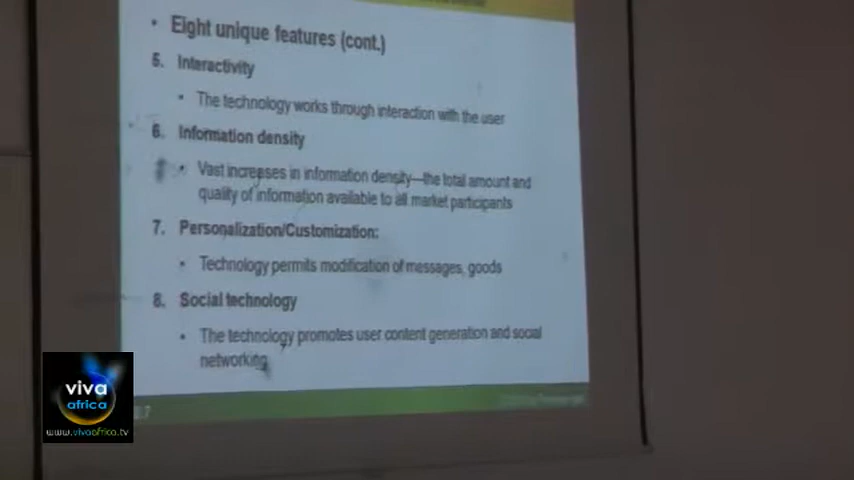 • Eight unique features (cont.)
5. Interactivity
• The technology works through interaction with the user
6. Information density
• Vast increases in information density—the total amount and
quality of information available to all market participants
7. Personalization/Customization:
• Technology permits modification of messages, goods
8. Social technology
• The technology promotes user content generation and social
networking
viva
africa
www.vivaafrica.tv